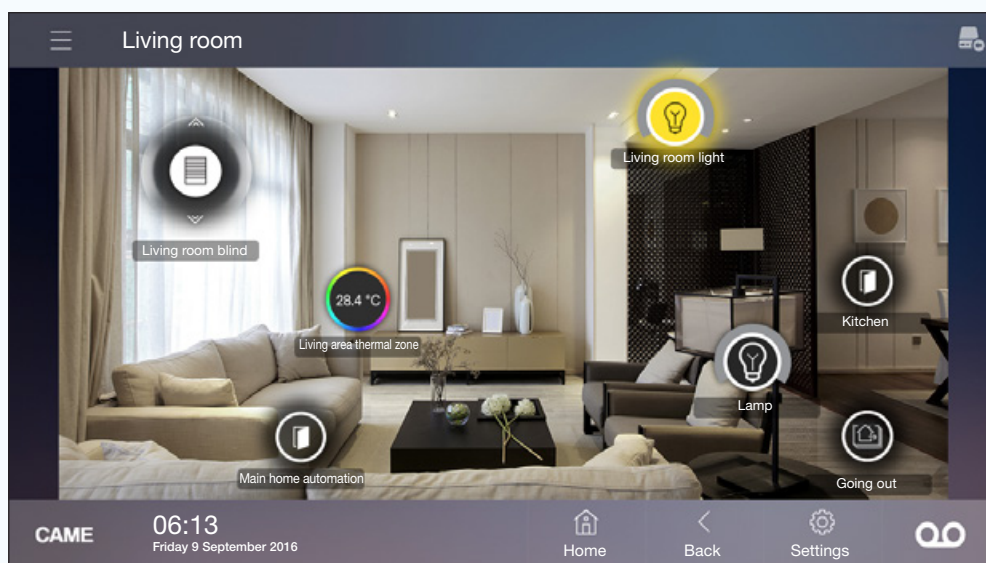 Living room
Living room light
Living room blind
28.4 °C
Kitchen
Living area thermal zone
Lamp
Main home automation
Going out
CAME
06:13
Friday 9 September 2016
Home
Back
Settings